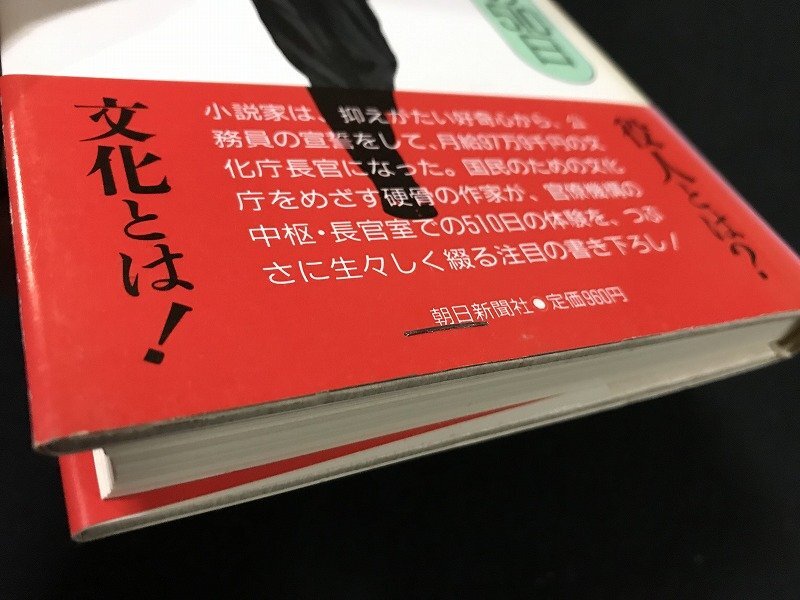 役人とは?
小説家は、抑えがたい好奇心から、公
務員の宣誓をして、月給97万9千円の文
化庁長官になった。国民のための文化
庁をめざす硬骨の作家が、官僚機構の
中枢・長官室での510日の体験を、つぶ
さに生々しく綴る注目の書き下ろし!
文化とは!
朝日新聞社●定価960円